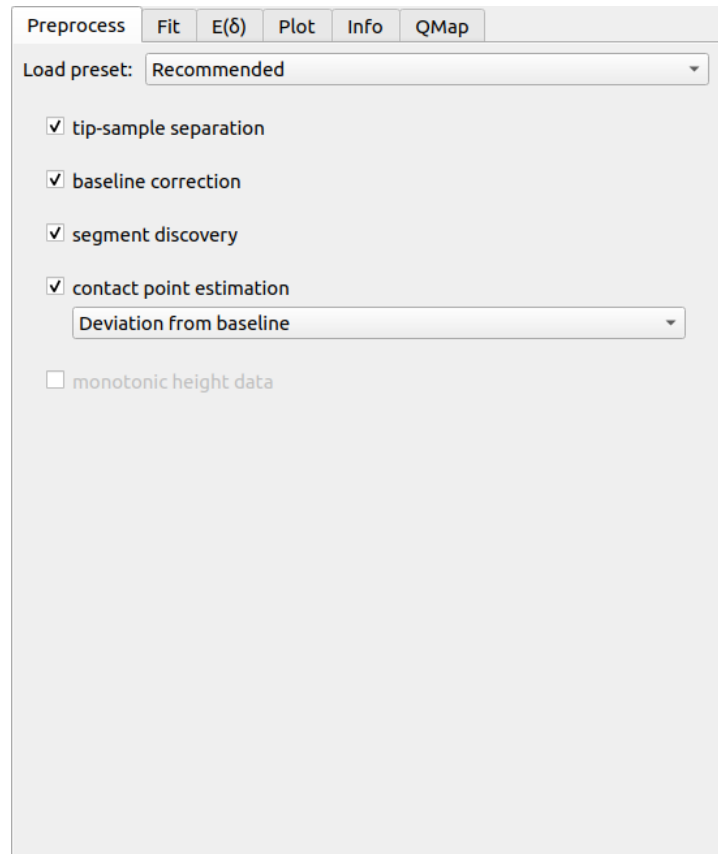 Preprocess Fit E(δ) Plot Info QMap
Load preset: Recommended
tip-sample separation
baseline correction
segment discovery
contact point estimation
Deviation from baseline
monotonic height data